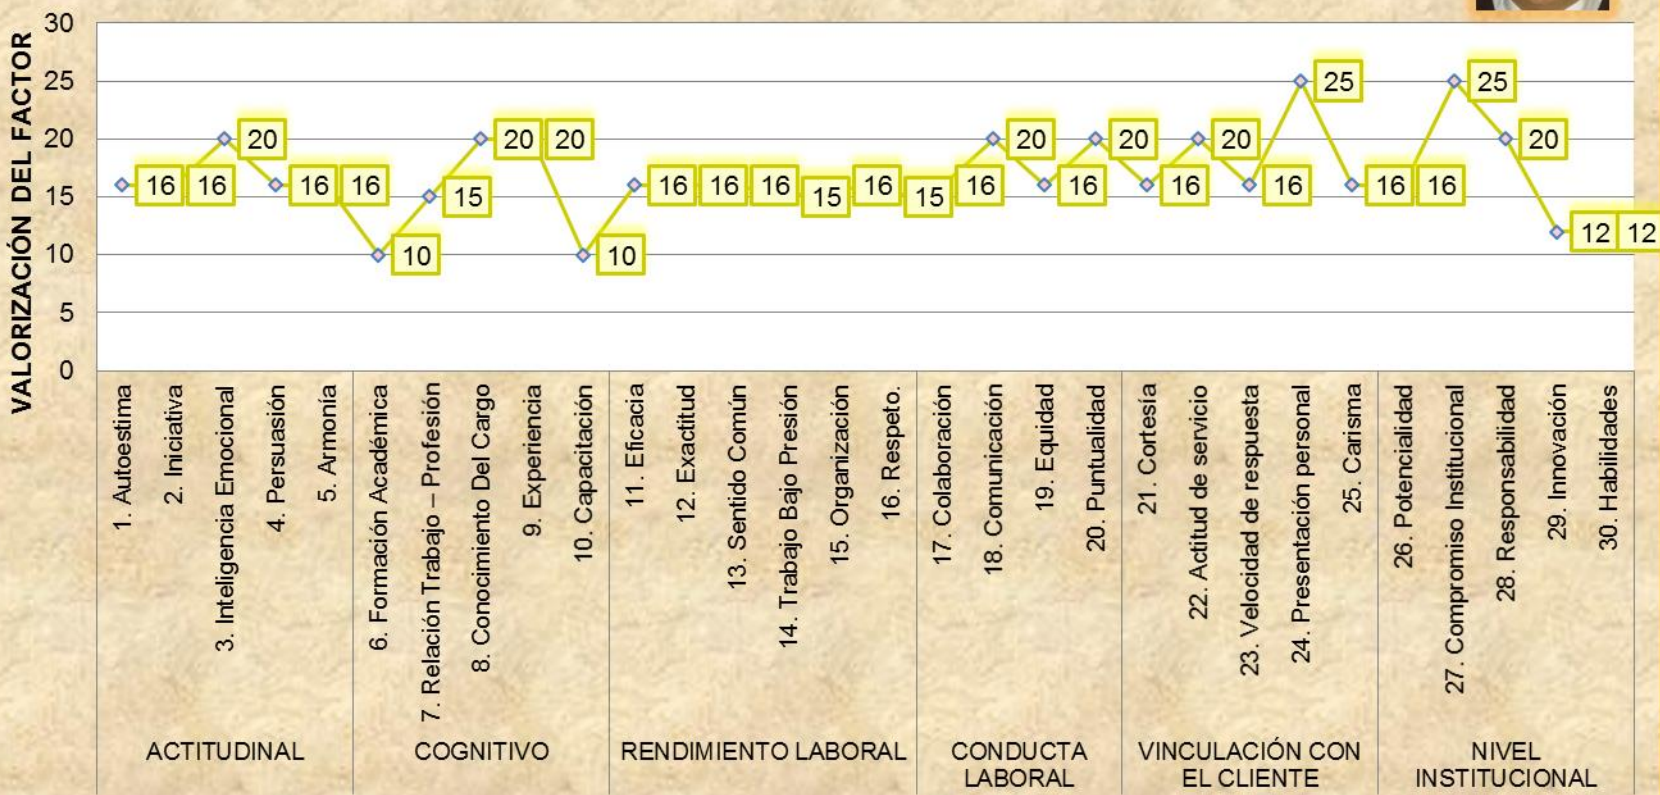 VALORIZACIÓN DEL FACTOR
30
25
20
15
10
5
0
16
16
20
16
16
10
15
20
20
10
16
16
16
15
16
15
16
20
16
20
16
20
16
25
16
16
25
20
12
12
1. Autoestima
2. Iniciativa
3. Inteligencia Emocional
4. Persuasión
5. Armonía
6. Formación Académica
7. Relación Trabajo – Profesión
8. Conocimiento Del Cargo
9. Experiencia
10. Capacitación
11. Eficacia
12. Exactitud
13. Sentido Común
14. Trabajo Bajo Presión
15. Organización
16. Respeto.
17. Colaboración
18. Comunicación
19. Equidad
20. Puntualidad
21. Cortesía
22. Actitud de servicio
23. Velocidad de respuesta
24. Presentación personal
25. Carisma
26. Potencialidad
27. Compromiso Institucional
28. Responsabilidad
29. Innovación
30. Habilidades
ACTITUDINAL
COGNITIVO
RENDIMIENTO LABORAL
CONDUCTA
LABORAL
VINCULACIÓN CON
EL CLIENTE
NIVEL
INSTITUCIONAL